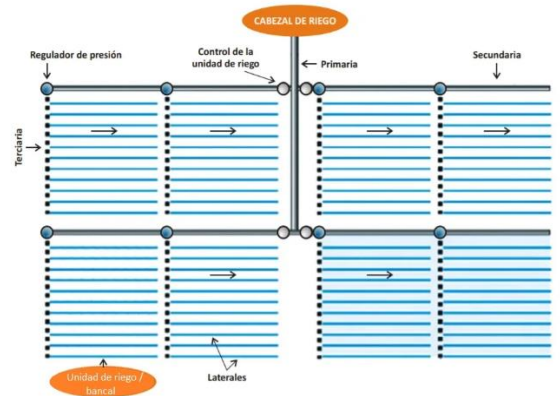 CABEZAL DE RIEGO
Regulador de presión
Control de la
unidad de riego
Primaria
Secundaria
Terciaria
Unidad de riego /
bancal
Laterales